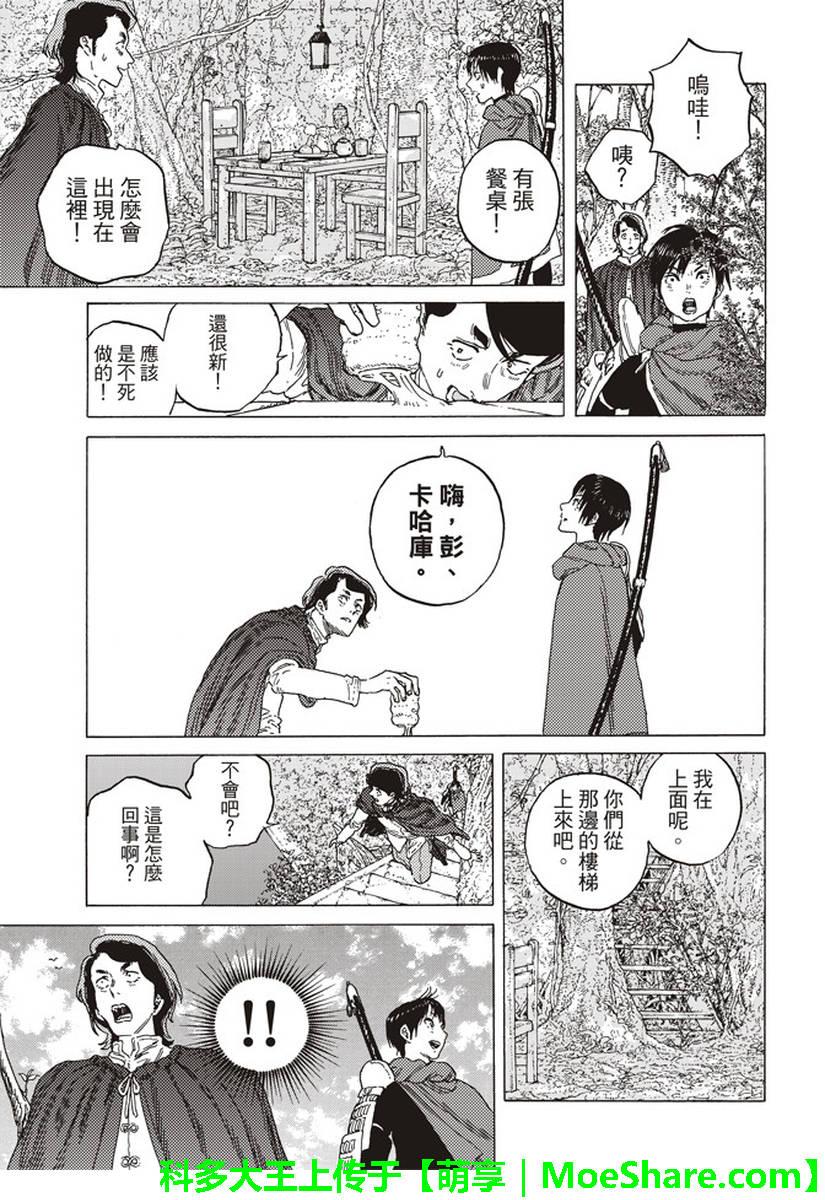 嗚哇！
咦？
有張
餐桌！
怎麼會
出現在
這裡！
還很新！
應該
是不死
做的！
嗨，彭、
卡哈庫。
我在
上面呢。
你們從
那邊的樓梯
上來吧。
不會吧？
這是怎麼
回事啊？
!!
科多大王上传于【萌享｜MoeShare.com】